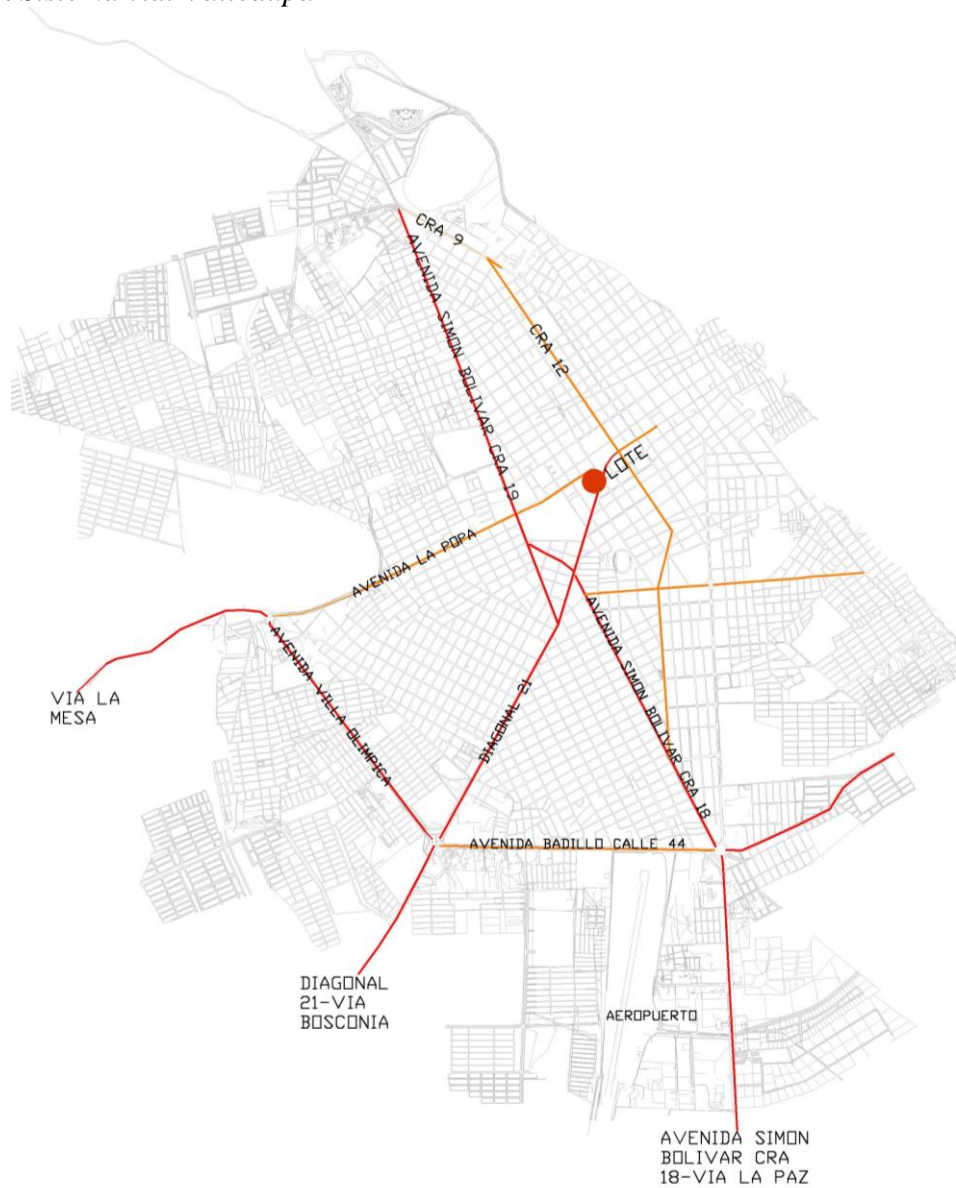 CRA 9
AVENIDA SIMON BOLIVAR CRA 19
CRA 12
LOTE
AVENIDA LA POPA
AVENIDA SIMON BOLIVAR CRA 18
AVENIDA VILLA OLIMPICA
DIAGONAL 21
VIA LA
MESA
AVENIDA BADILLO CALLE 44
DIAGONAL
21-VIA
BOSCONIA
AEROPUERTO
AVENIDA SIMON
BOLIVAR CRA
18-VIA LA PAZ